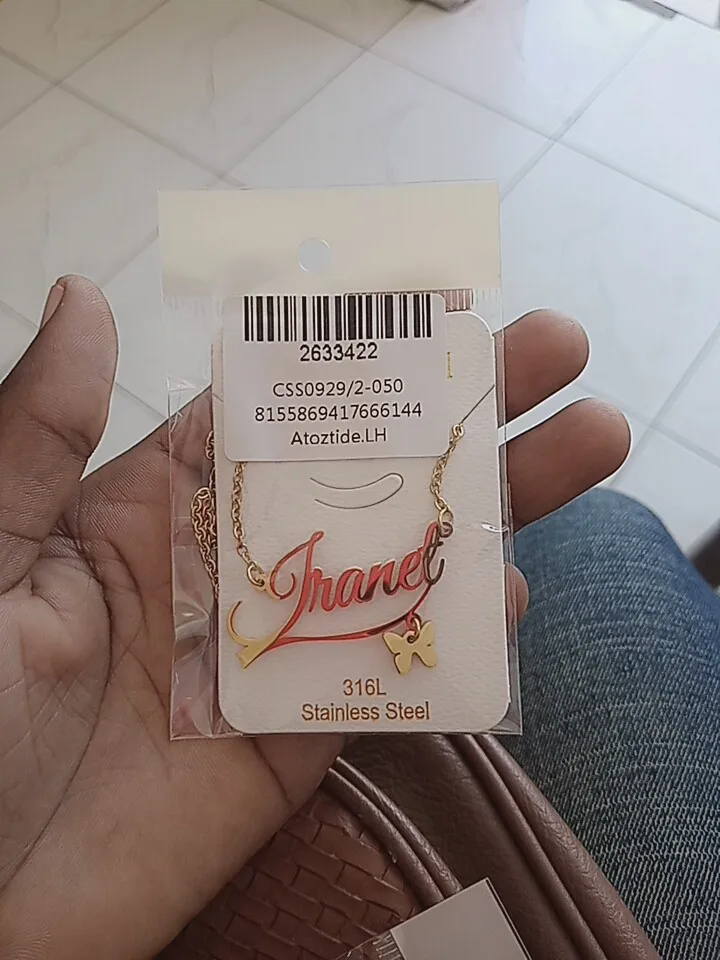 2633422
CSS0929/2-050
8155869417666144
Atoztide.LH
Iranet
316L
Stainless Steel